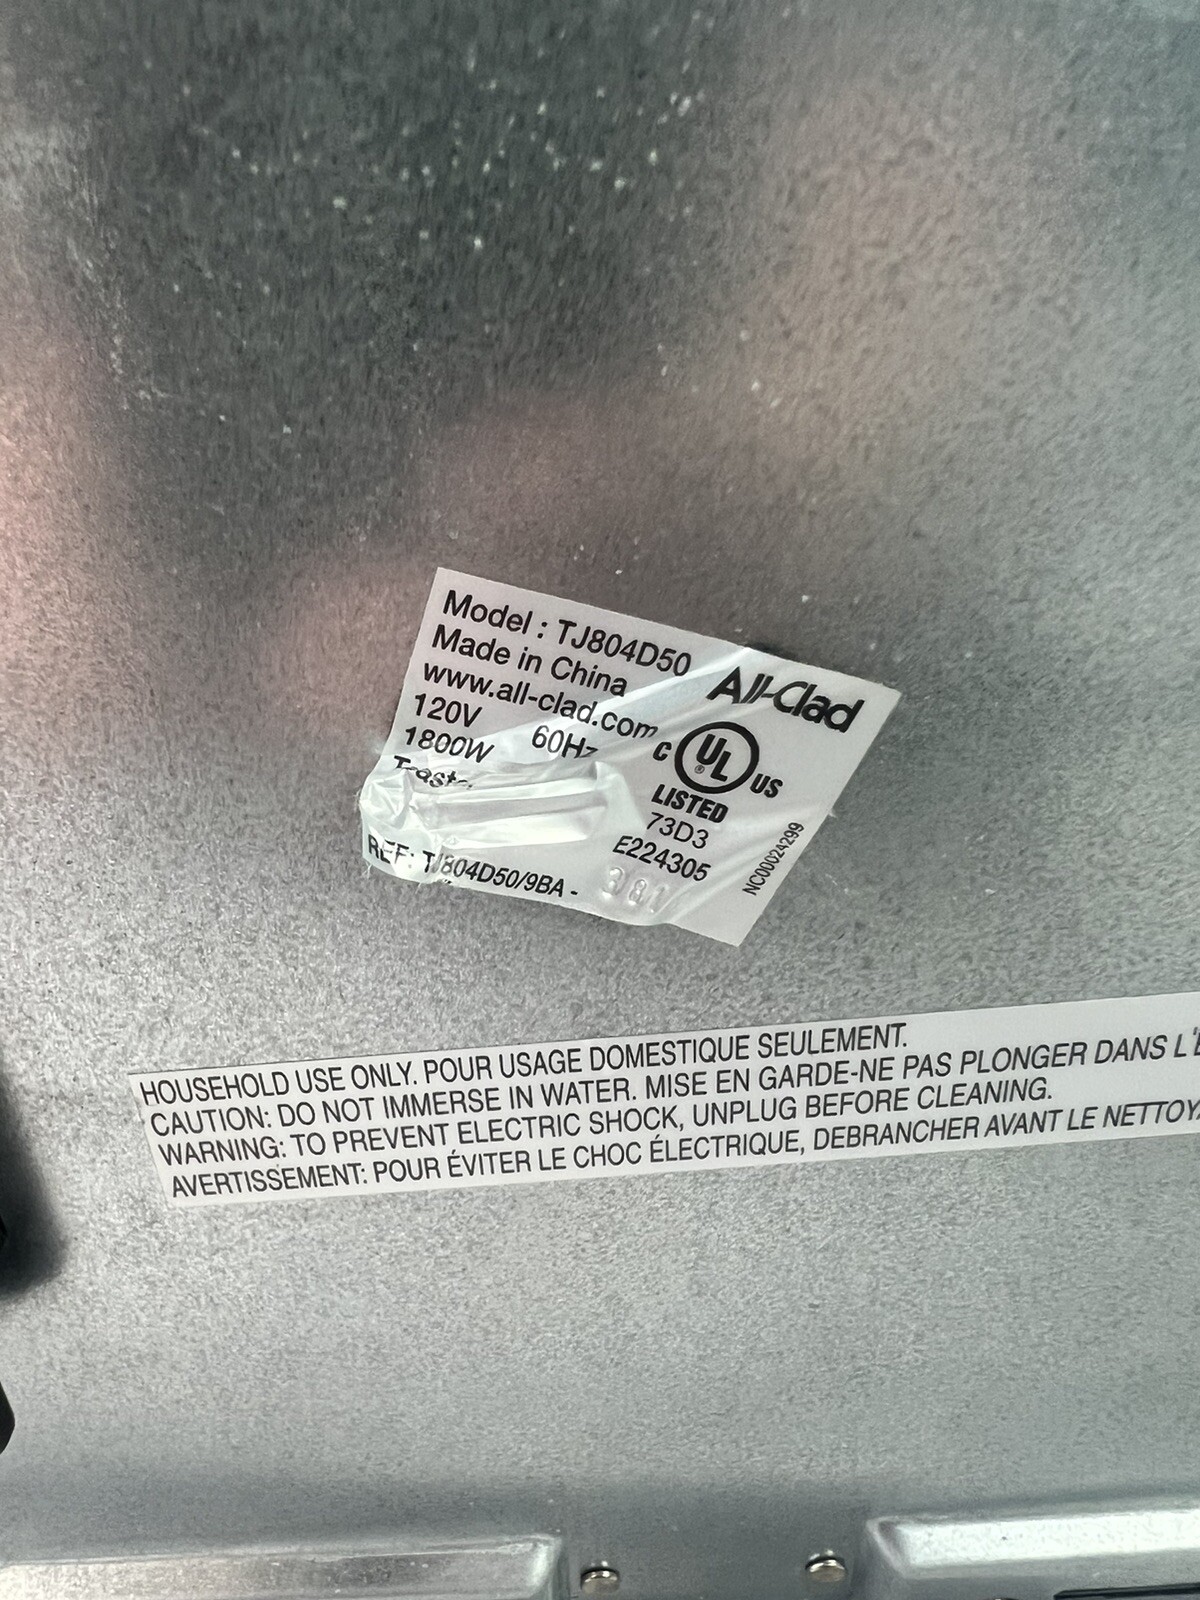 Model : TJ804D50
Made in China
www.all-clad.com
120V 60Hz
1800W
All-Clad
C UL US
®
LISTED
73D3
E224305
NC00024299
REF: TJ804D50/9BA -
381
HOUSEHOLD USE ONLY. POUR USAGE DOMESTIQUE SEULEMENT.
CAUTION: DO NOT IMMERSE IN WATER. MISE EN GARDE-NE PAS PLONGER DANS
WARNING: TO PREVENT ELECTRIC SHOCK, UNPLUG BEFORE CLEANING.
AVERTISSEMENT: POUR ÉVITER LE CHOC ÉLECTRIQUE, DEBRANCHER AVANT LE